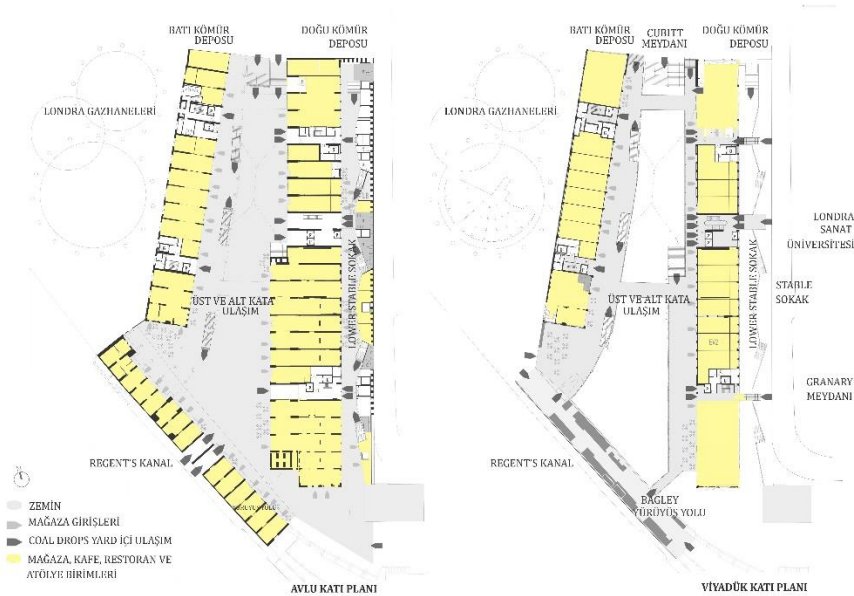 BATI KÖMÜR
DEPOSU
DOĞU KÖMÜR
DEPOSU
LONDRA GAZHANELERİ
ÜST VE ALT KATA
ULAŞIM
LOWER STABLE SOKAK
REGENT'S KANAL
ZEMİN
MAĞAZA GİRİŞLERİ
COAL DROPS YARD İÇİ ULAŞIM
MAĞAZA, KAFE, RESTORAN VE
ATÖLYE BİRİMLERİ
AVLU KATI PLANI
BATI KÖMÜR
DEPOSU
CUBITT
MEYDANI
DOĞU KÖMÜR
DEPOSU
LONDRA GAZHANELERİ
LONDRA
SANAT
ÜNİVERSİTESİ
ÜST VE ALT KATA
ULAŞIM
LOWER STABLE SOKAK
STABLE
SOKAK
GRANARY
MEYDANI
REGENT'S KANAL
BAGLEY
YÜRÜYÜŞ YOLU
VİYADÜK KATI PLANI